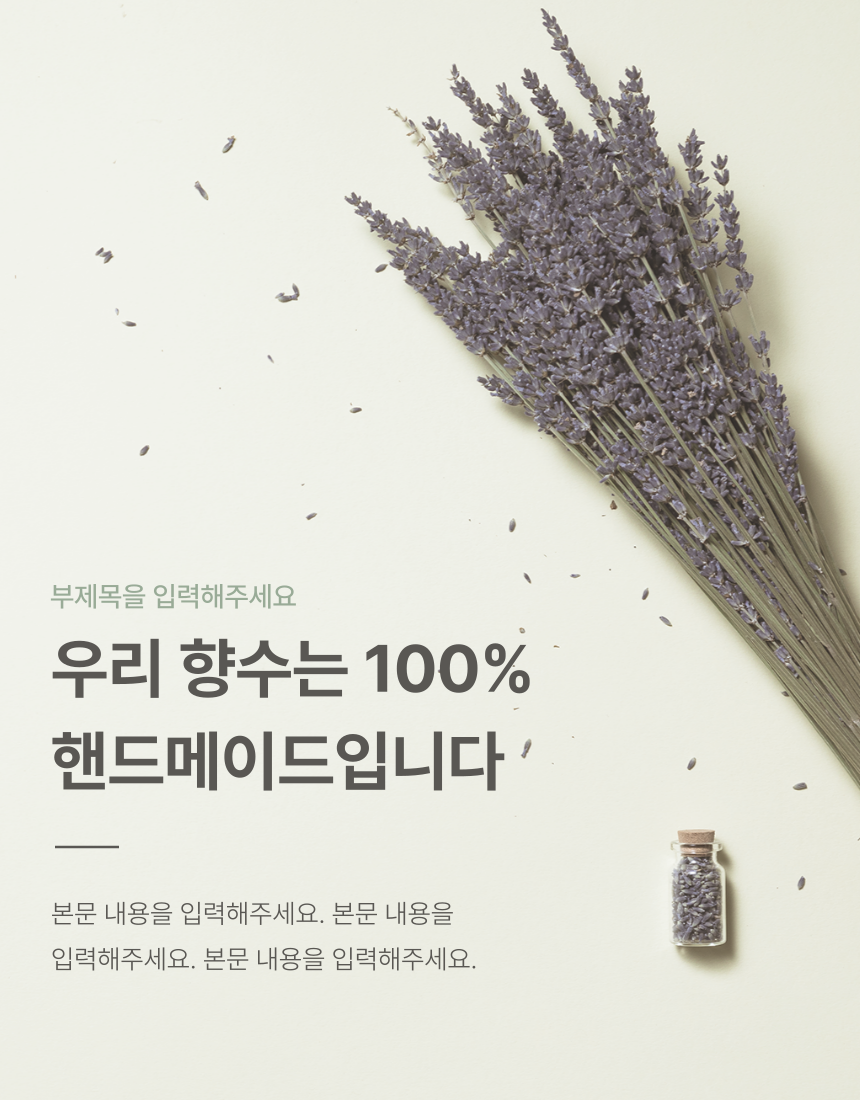 부제목을 입력해주세요
우리 향수는 100%
핸드메이드입니다
본문 내용을 입력해주세요. 본문 내용을
입력해주세요. 본문 내용을 입력해주세요.